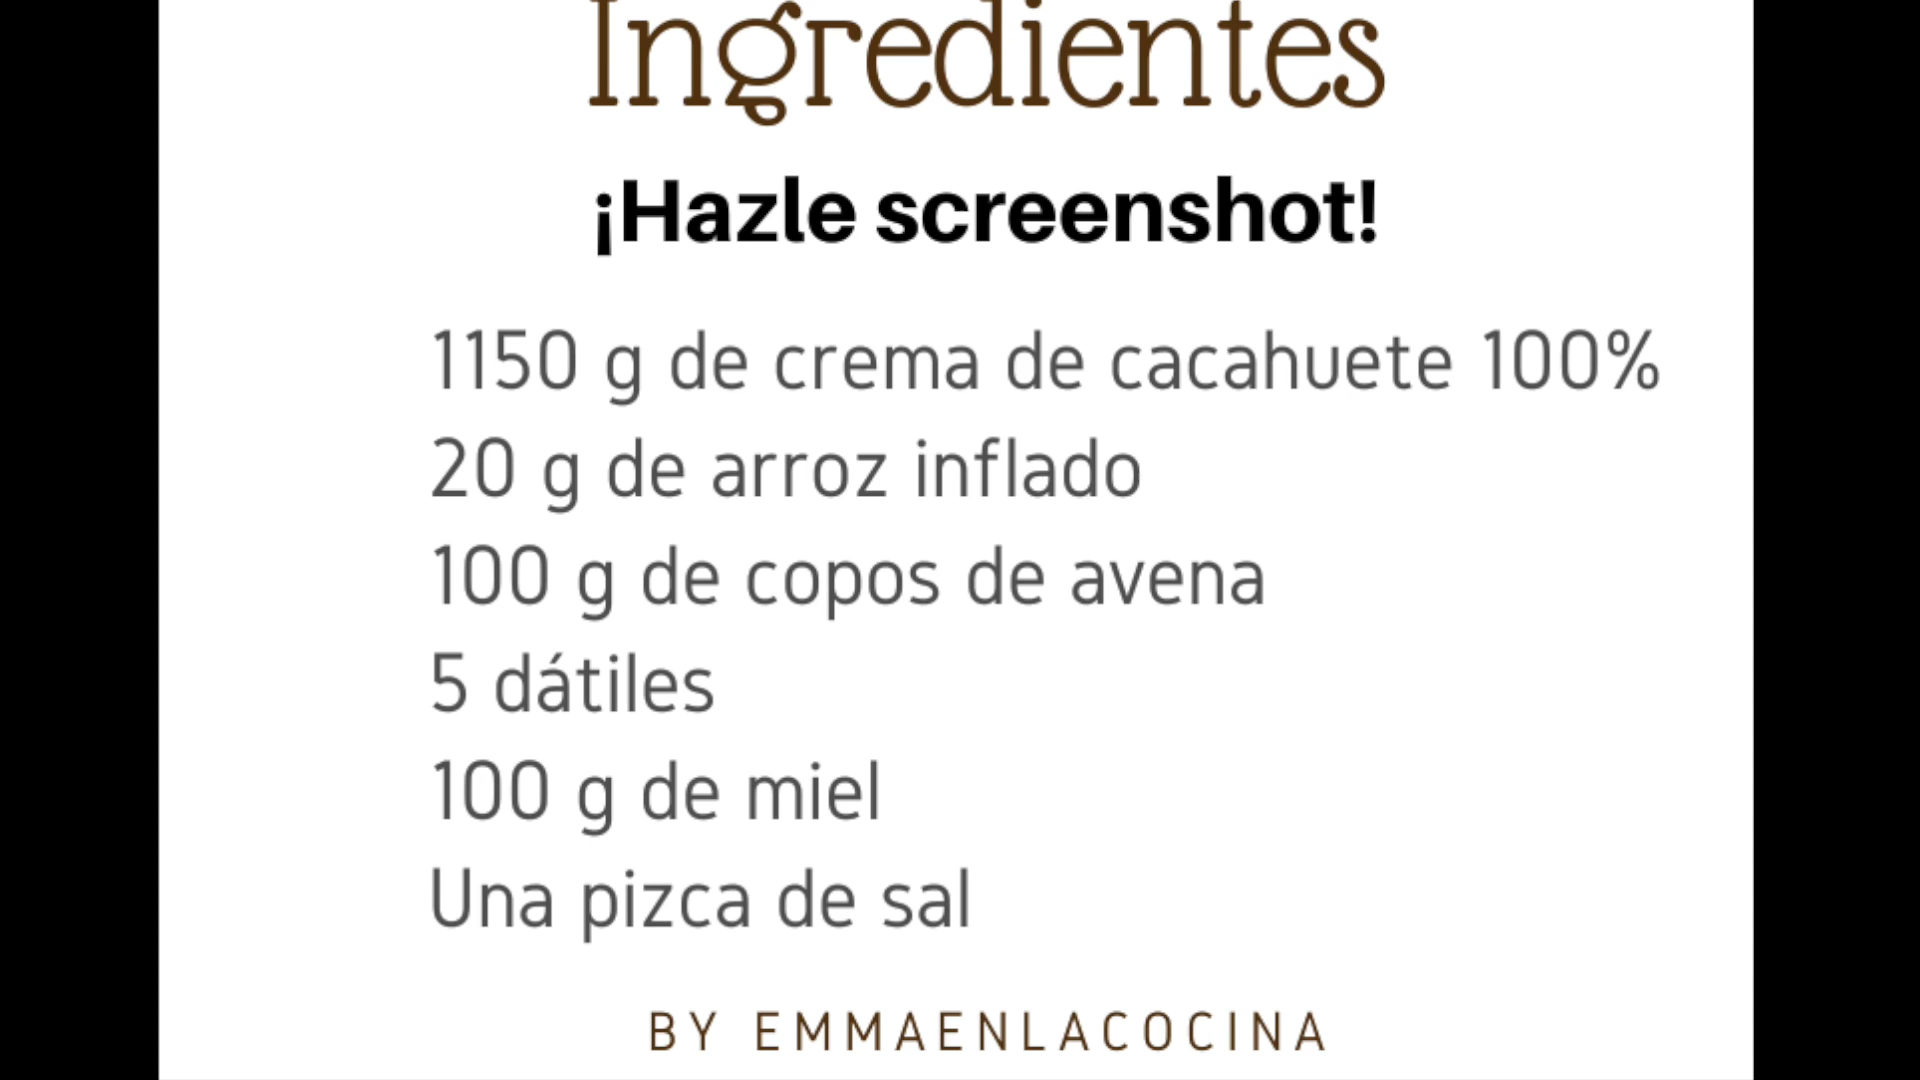 Ingredientes
¡Hazle screenshot!
1150 g de crema de cacahuete 100%
20 g de arroz inflado
100 g de copos de avena
5 dátiles
100 g de miel
Una pizca de sal
BY EMMAENLACOCINA